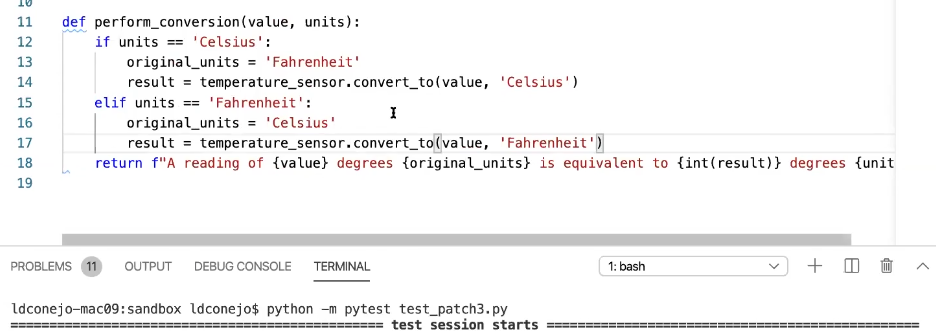 10
11 def perform_conversion(value, units):
12 if units == 'Celsius':
13 original_units = 'Fahrenheit'
14 result = temperature_sensor.convert_to(value, 'Celsius')
15 elif units == 'Fahrenheit':
16 original_units = 'Celsius'
17 result = temperature_sensor.convert_to(value, 'Fahrenheit')
18 return f"A reading of {value} degrees {original_units} is equivalent to {int(result)} degrees {unit
19
PROBLEMS 11 OUTPUT DEBUG CONSOLE TERMINAL 1: bash
ldconejo-mac09:sandbox ldconejo$ python -m pytest test_patch3.py
============================================= test session starts =============================================